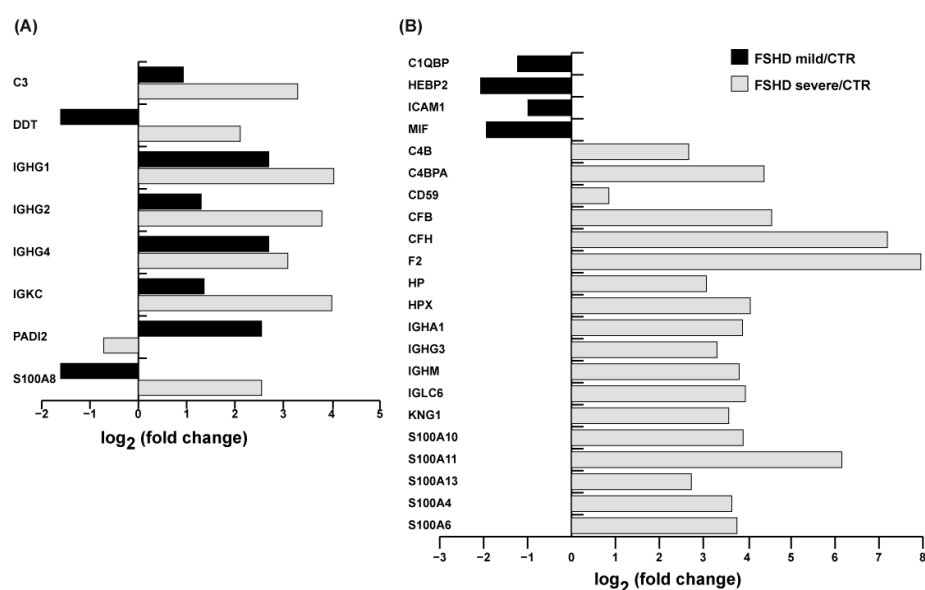 (A)
C3
DDT
IGHG1
IGHG2
IGHG4
IGKC
PADI2
S100A8
−2 −1 0 1 2 3 4 5
log2 (fold change)
(B)
FSHD mild/CTR
FSHD severe/CTR
C1QBP
HEBP2
ICAM1
MIF
C4B
C4BPA
CD59
CFB
CFH
F2
HP
HPX
IGHA1
IGHG3
IGHM
IGLC6
KNG1
S100A10
S100A11
S100A13
S100A4
S100A6
−3 −2 −1 0 1 2 3 4 5 6 7 8
log2 (fold change)